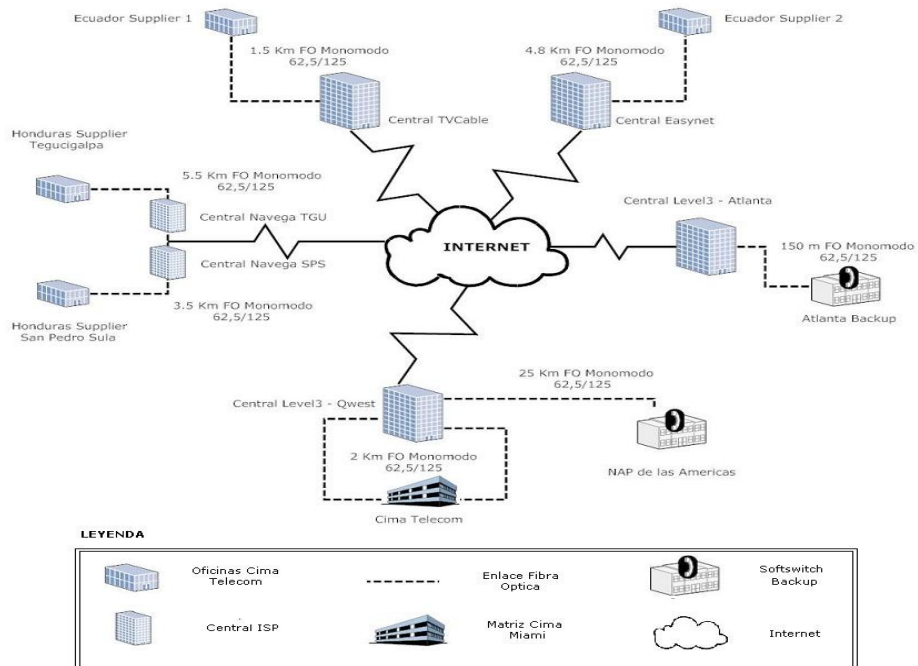 Ecuador Supplier 1
Ecuador Supplier 2
1.5 Km FO Monomodo
62,5/125
4.8 Km FO Monomodo
62,5/125
Central TVCable
Central Easynet
Honduras Supplier
Tegucigalpa
5.5 Km FO Monomodo
62,5/125
Central Navega TGU
Central Navega SPS
3.5 Km FO Monomodo
62,5/125
Honduras Supplier
San Pedro Sula
INTERNET
Central Level3 - Atlanta
150 m FO Monomodo
62,5/125
Atlanta Backup
Central Level3 - Qwest
25 Km FO Monomodo
62,5/125
NAP de las Americas
2 Km FO Monomodo
62,5/125
Cima Telecom
LEYENDA
Oficinas Cima
Telecom
Enlace Fibra
Optica
Softswitch
Backup
Central ISP
Matriz Cima
Miami
Internet